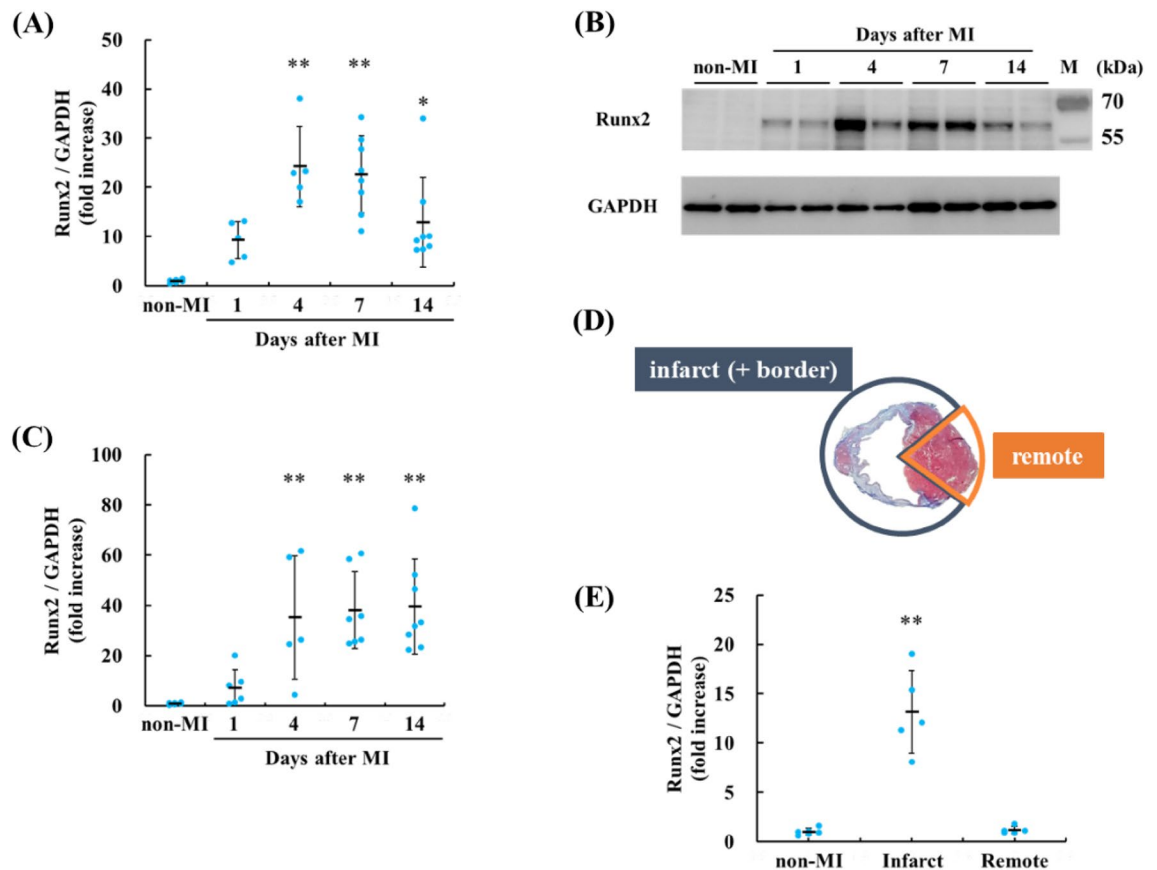 (A)
Runx2 / GAPDH
(fold increase)
50
40
30
20
10
0
**
**
*
non-MI 1 4 7 14
Days after MI
(B)
Days after MI
non-MI 1 4 7 14 M (kDa)
Runx2
70
55
GAPDH
(C)
Runx2 / GAPDH
(fold increase)
100
80
60
40
20
0
** ** **
non-MI 1 4 7 14
Days after MI
(D)
infarct (+ border)
remote
(E)
Runx2 / GAPDH
(fold increase)
25
20
15
10
5
0
**
non-MI Infarct Remote